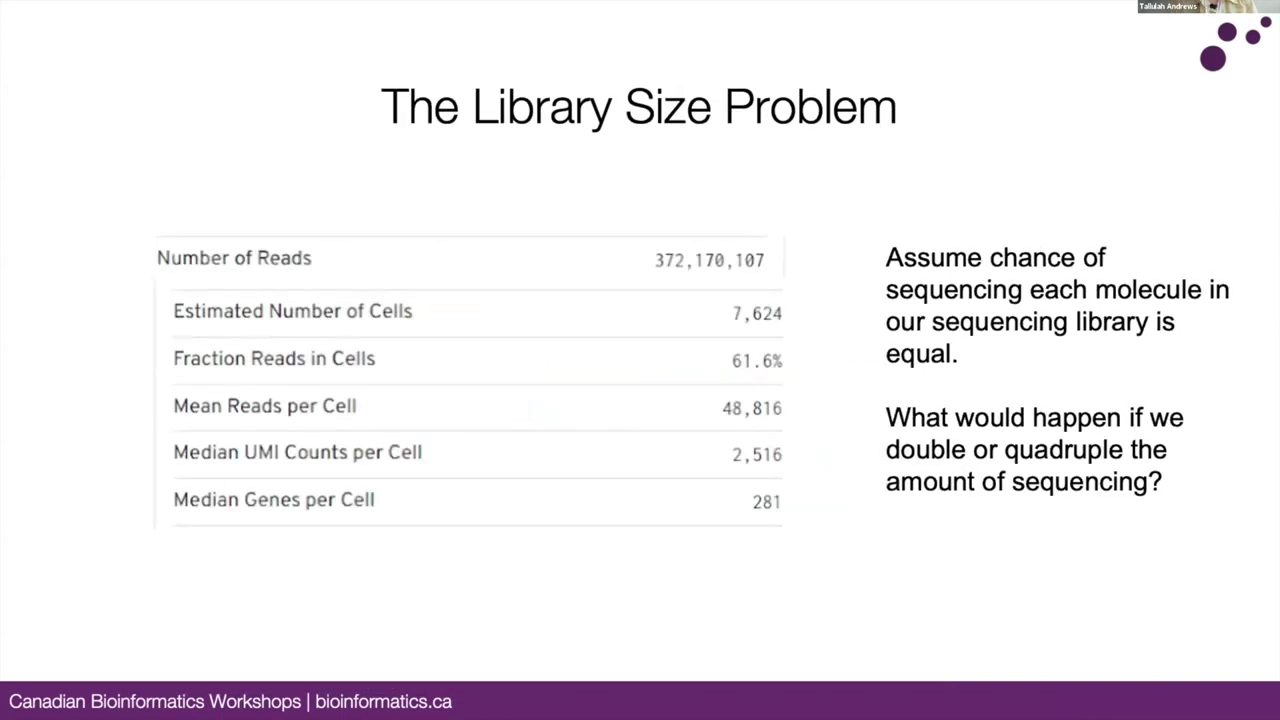 Tallulah Andrews
The Library Size Problem
Number of Reads 372,170,107
Estimated Number of Cells 7,624
Fraction Reads in Cells 61.6%
Mean Reads per Cell 48,816
Median UMI Counts per Cell 2,516
Median Genes per Cell 281
Assume chance of
sequencing each molecule in
our sequencing library is
equal.
What would happen if we
double or quadruple the
amount of sequencing?
Canadian Bioinformatics Workshops | bioinformatics.ca